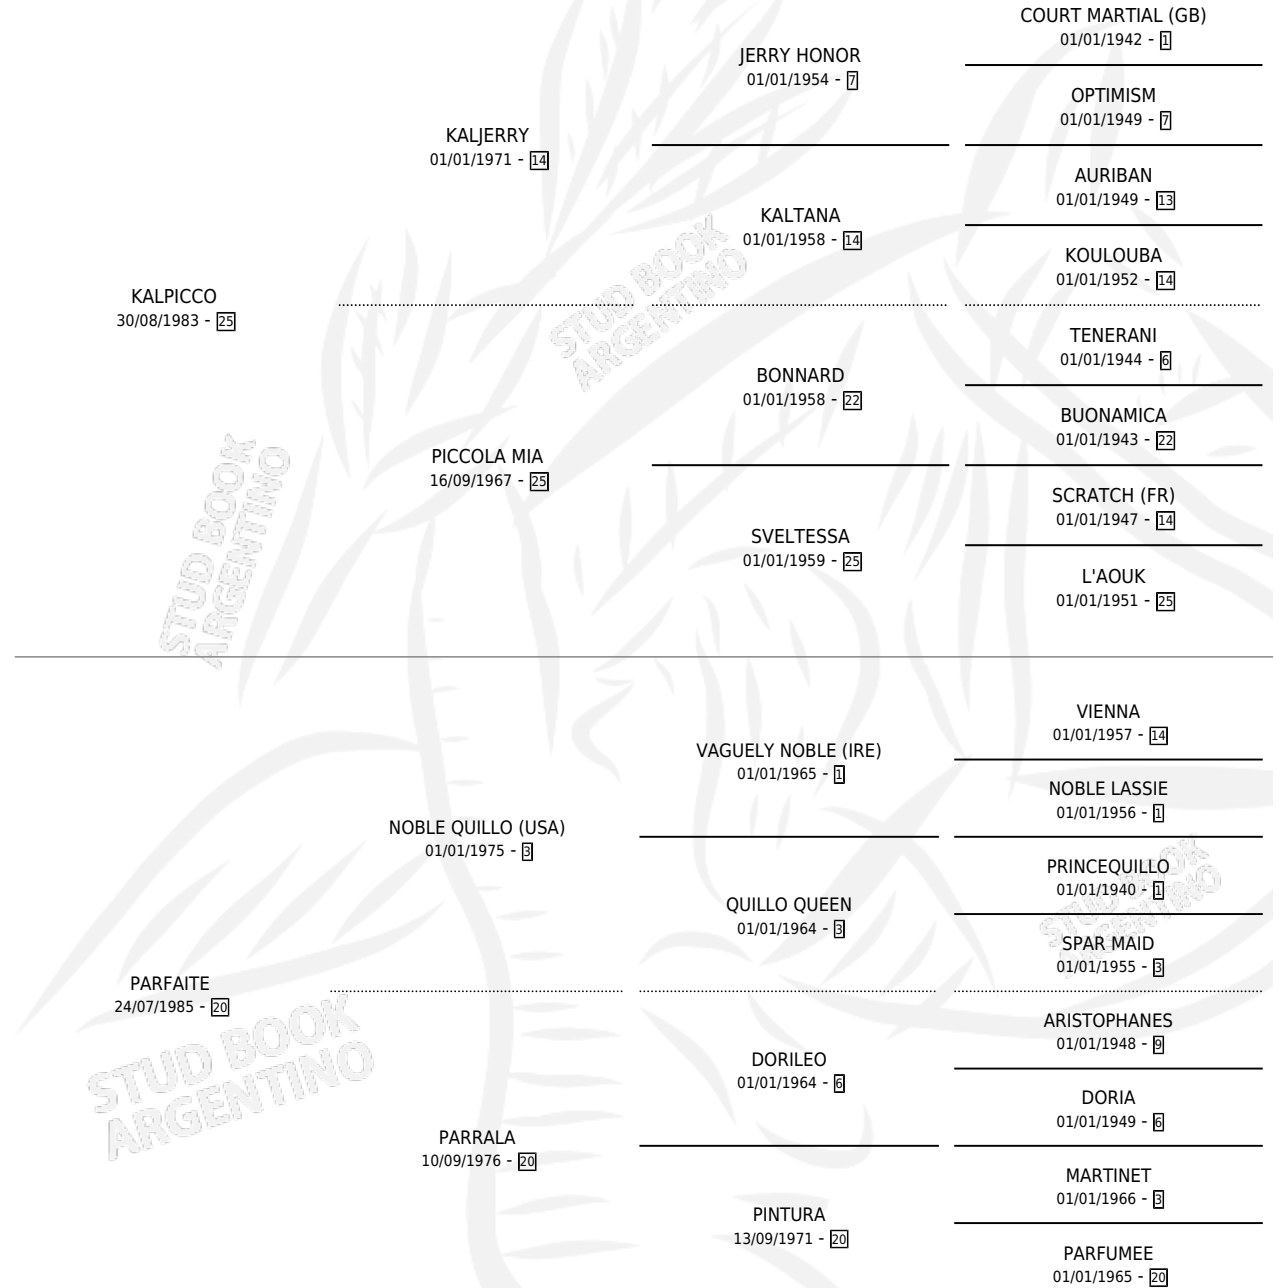 COURT MARTIAL (GB)
01/01/1942 - 1
JERRY HONOR
01/01/1954 - 7
OPTIMISM
01/01/1949 - 7
KALJERRY
01/01/1971 - 14
AURIBAN
01/01/1949 - 13
KALTANA
01/01/1958 - 14
KOULOUBA
01/01/1952 - 14
KALPICCO
30/08/1983 - 25
STUD BOOK
ARGENTINO
TENERANI
01/01/1944 - 6
BONNARD
01/01/1958 - 22
BUONAMICA
01/01/1943 - 22
PICCOLA MIA
16/09/1967 - 25
SCRATCH (FR)
01/01/1947 - 14
SVELTESSA
01/01/1959 - 25
L'AOUK
01/01/1951 - 25
STUD BOOK
ARGENTINO
VIENNA
01/01/1957 - 14
VAGUELY NOBLE (IRE)
01/01/1965 - 1
NOBLE LASSIE
01/01/1956 - 1
NOBLE QUILLO (USA)
01/01/1975 - 3
PRINCEQUILLO
01/01/1940 - 1
QUILLO QUEEN
01/01/1964 - 3
STUD BOOK
ARGENTINO
SPAR MAID
01/01/1955 - 3
PARFAITE
24/07/1985 - 20
ARISTOPHANES
01/01/1948 - 9
DORILEO
01/01/1964 - 6
STUD BOOK
ARGENTINO
DORIA
01/01/1949 - 6
PARRALA
10/09/1976 - 20
MARTINET
01/01/1966 - 3
PINTURA
13/09/1971 - 20
PARFUMEE
01/01/1965 - 20